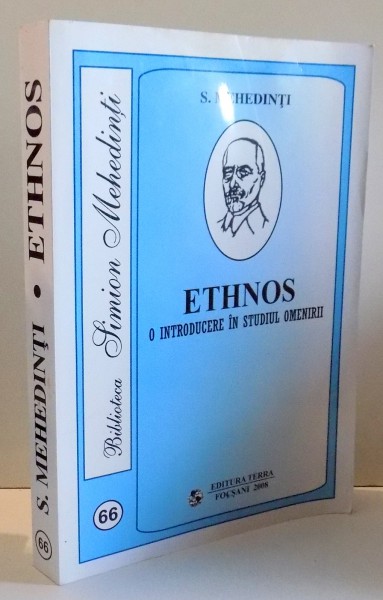 S. MEHEDINŢI • ETHNOS
66
Biblioteca Simion Mehedinţi
66
S. MEHEDINŢI
ETHNOS
O INTRODUCERE ÎN STUDIUL OMENIRII
EDITURA TERRA
FOCŞANI 2008